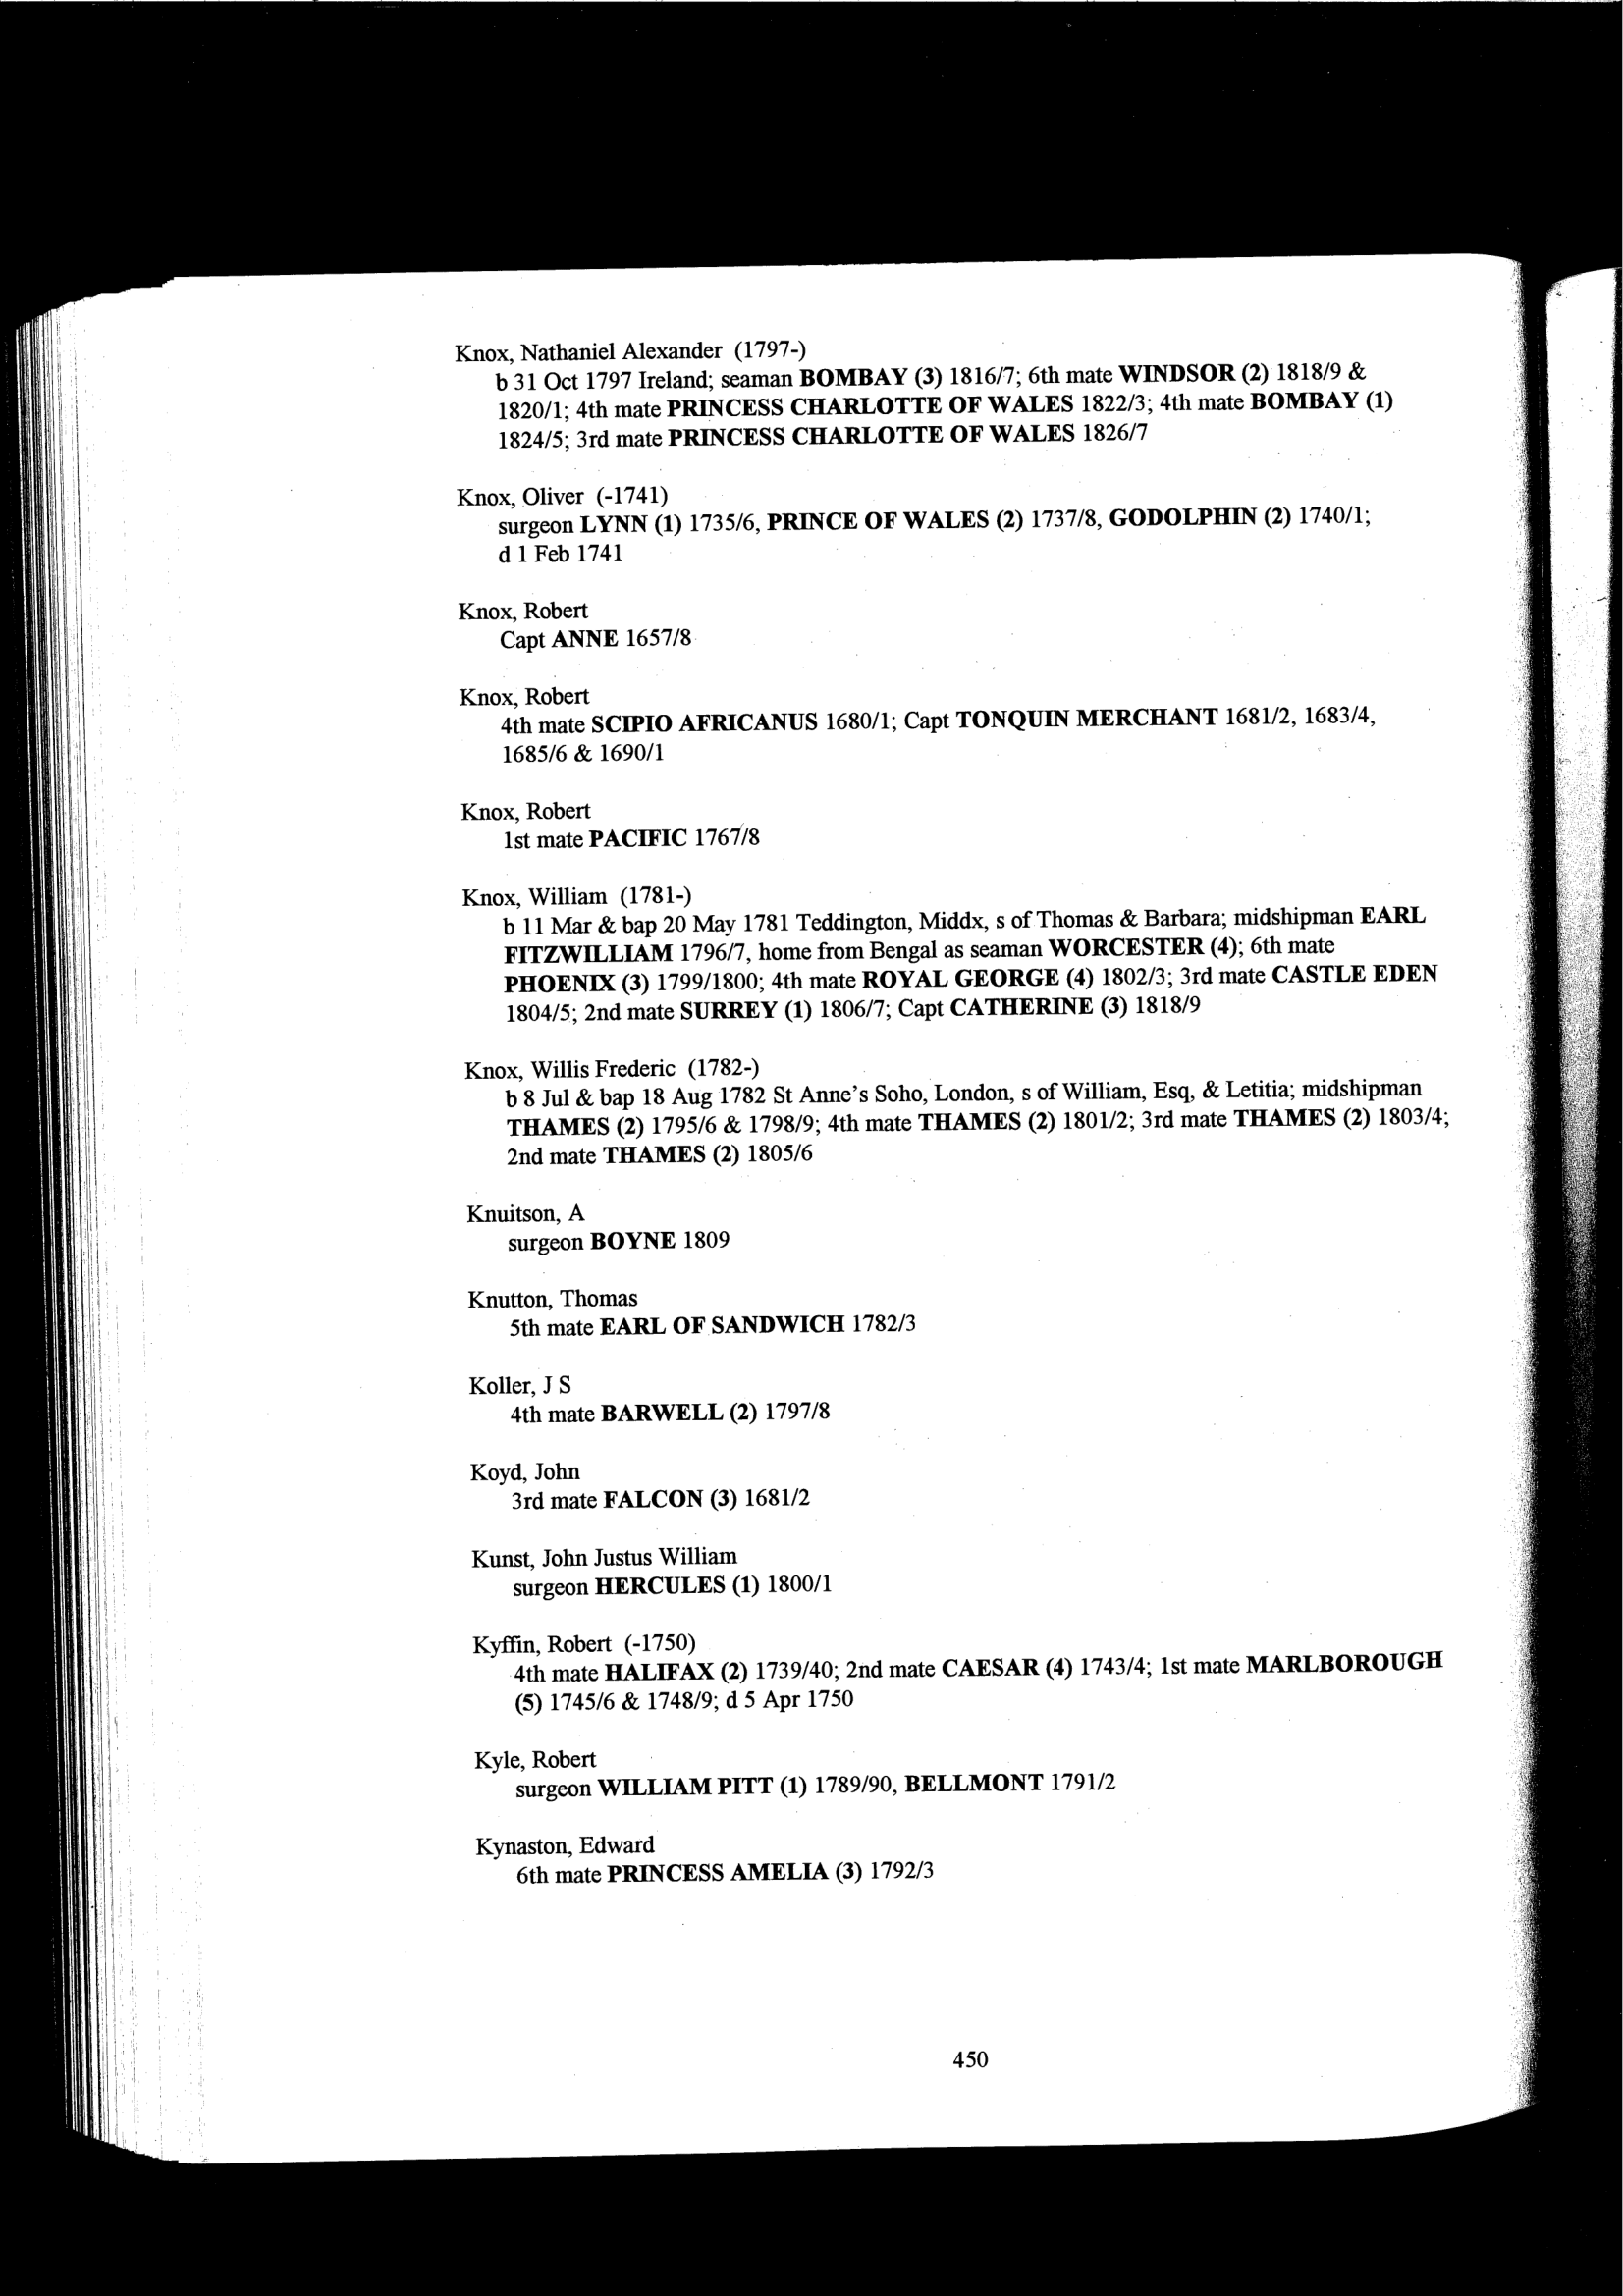 Knox, Nathaniel Alexander (1797-)
b 31 Oct 1797 Ireland; seaman BOMBAY (3) 1816/7; 6th mate WINDSOR (2) 1818/9 &
1820/1; 4th mate PRINCESS CHARLOTTE OF WALES 1822/3; 4th mate BOMBAY (1)
1824/5; 3rd mate PRINCESS CHARLOTTE OF WALES 1826/7
Knox, Oliver (-1741)
surgeon LYNN (1) 1735/6, PRINCE OF WALES (2) 1737/8, GODOLPHIN (2) 1740/1;
d 1 Feb 1741
Knox, Robert
Capt ANNE 1657/8
Knox, Robert
4th mate SCIPIO AFRICANUS 1680/1; Capt TONQUIN MERCHANT 1681/2, 1683/4,
1685/6 & 1690/1
Knox, Robert
1st mate PACIFIC 1767/8
Knox, William (1781-)
b 11 Mar & bap 20 May 1781 Teddington, Middx, s of Thomas & Barbara; midshipman EARL
FITZWILLIAM 1796/7, home from Bengal as seaman WORCESTER (4); 6th mate
PHOENIX (3) 1799/1800; 4th mate ROYAL GEORGE (4) 1802/3; 3rd mate CASTLE EDEN
1804/5; 2nd mate SURREY (1) 1806/7; Capt CATHERINE (3) 1818/9
Knox, Willis Frederic (1782-)
b 8 Jul & bap 18 Aug 1782 St Anne's Soho, London, s of William, Esq, & Letitia; midshipman
THAMES (2) 1795/6 & 1798/9; 4th mate THAMES (2) 1801/2; 3rd mate THAMES (2) 1803/4;
2nd mate THAMES (2) 1805/6
Knuitson, A
surgeon BOYNE 1809
Knutton, Thomas
5th mate EARL OF SANDWICH 1782/3
Koller, J S
4th mate BARWELL (2) 1797/8
Koyd, John
3rd mate FALCON (3) 1681/2
Kunst, John Justus William
surgeon HERCULES (1) 1800/1
Kyffin, Robert (-1750)
4th mate HALIFAX (2) 1739/40; 2nd mate CAESAR (4) 1743/4; 1st mate MARLBOROUGH
(5) 1745/6 & 1748/9; d 5 Apr 1750
Kyle, Robert
surgeon WILLIAM PITT (1) 1789/90, BELLMONT 1791/2
Kynaston, Edward
6th mate PRINCESS AMELIA (3) 1792/3
450